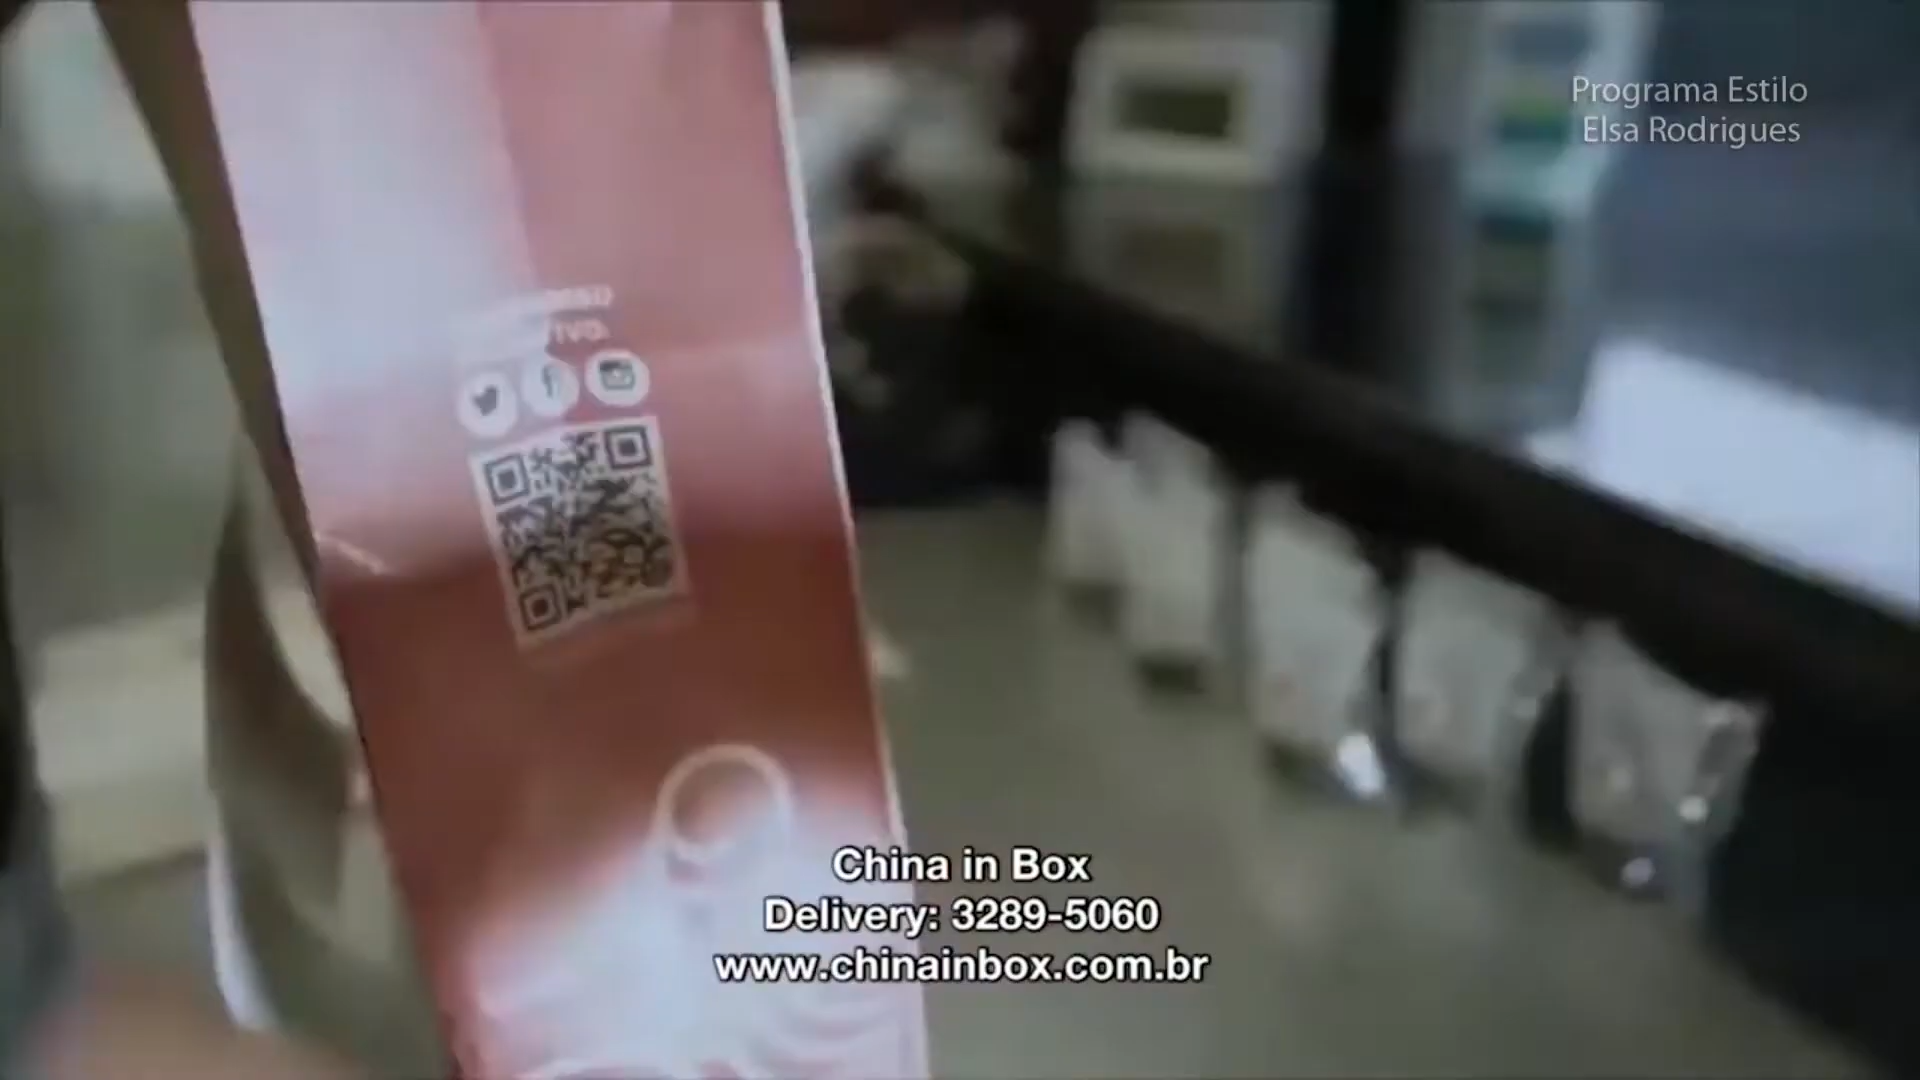 Programa Estilo
Elsa Rodrigues
China in Box
Delivery: 3289-5060
www.chinainbox.com.br